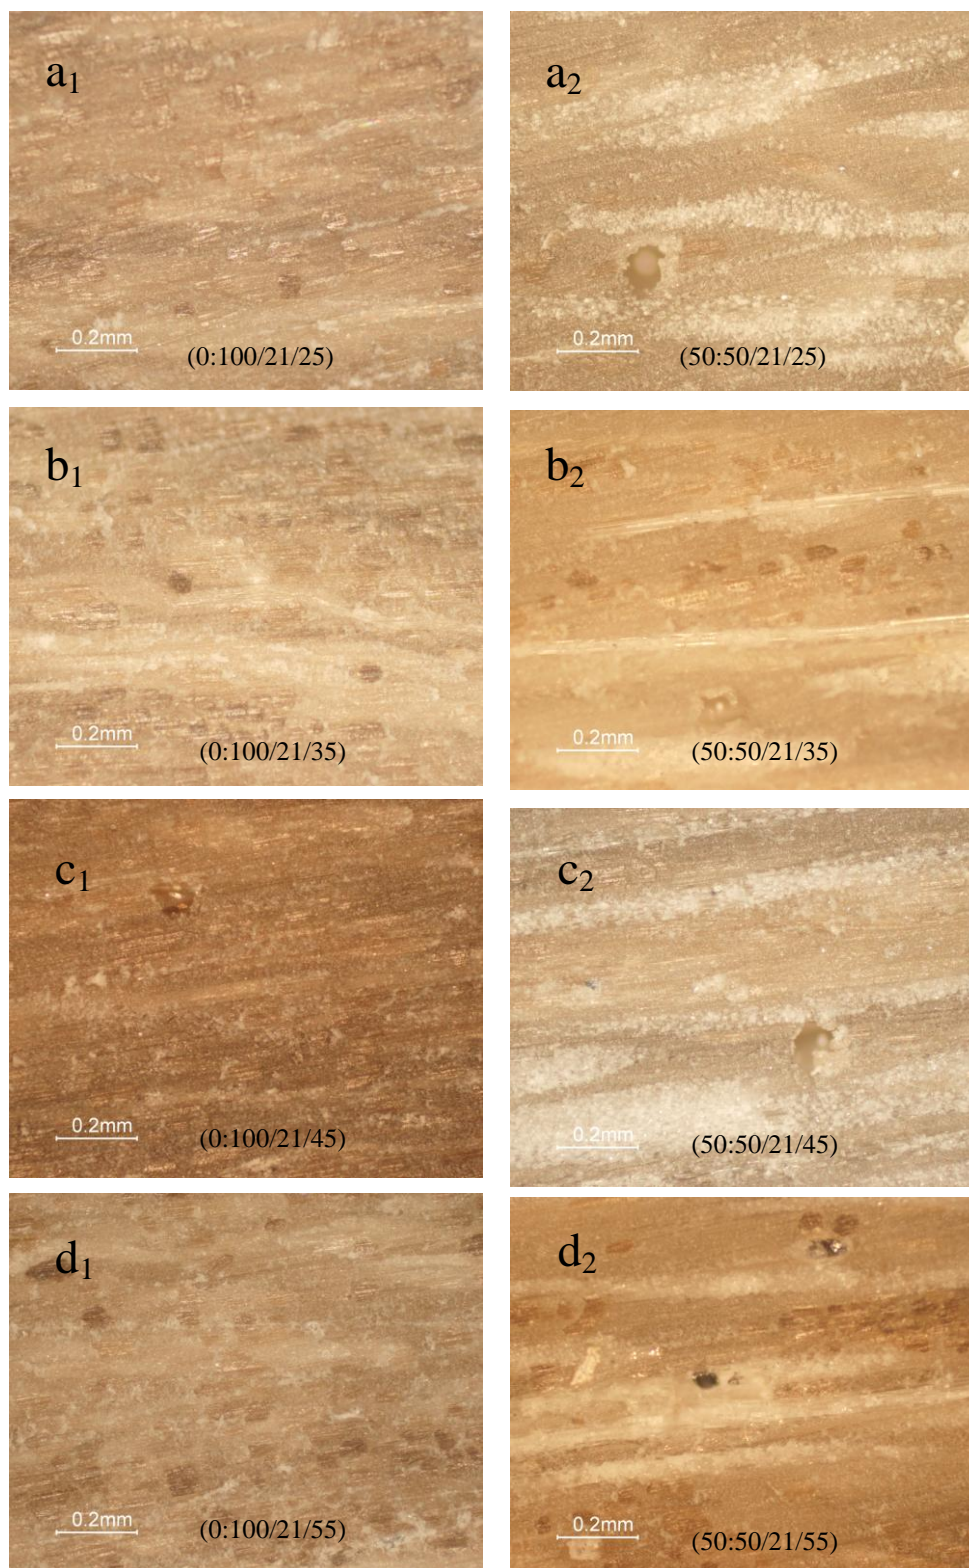 a₁
0.2mm
(0:100/21/25)
a₂
0.2mm
(50:50/21/25)
b₁
0.2mm
(0:100/21/35)
b₂
0.2mm
(50:50/21/35)
c₁
0.2mm
(0:100/21/45)
c₂
0.2mm
(50:50/21/45)
d₁
0.2mm
(0:100/21/55)
d₂
0.2mm
(50:50/21/55)